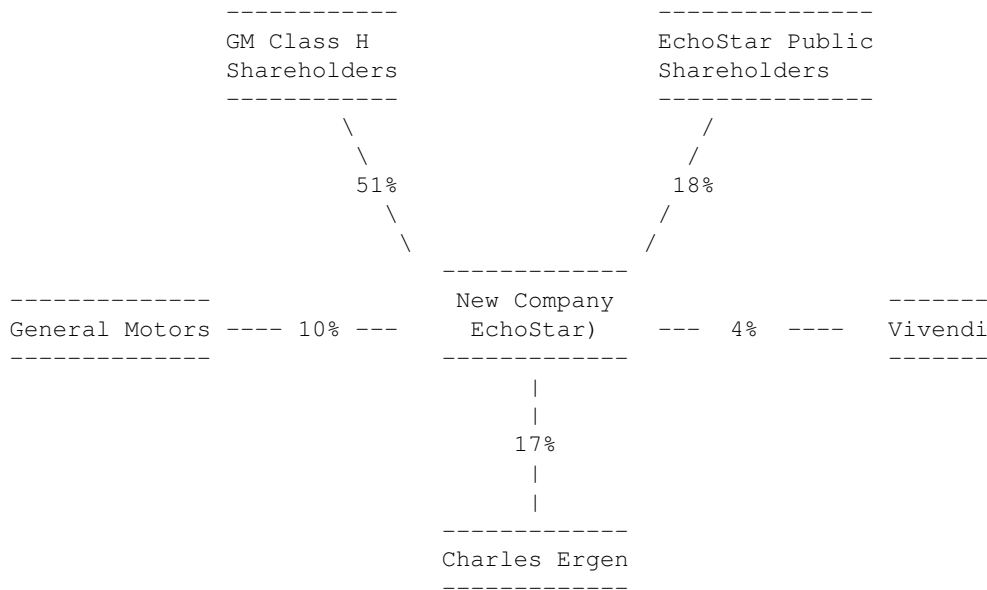 ------------ ---------------
GM Class H EchoStar Public
Shareholders Shareholders
------------ ---------------
\ /
\ /
51% 18%
\ /
\ /
-------------
-------------- New Company -------
General Motors ---- 10% --- EchoStar) --- 4% ---- Vivendi
-------------- ------------- -------
|
|
17%
|
|
-------------
Charles Ergen
-------------